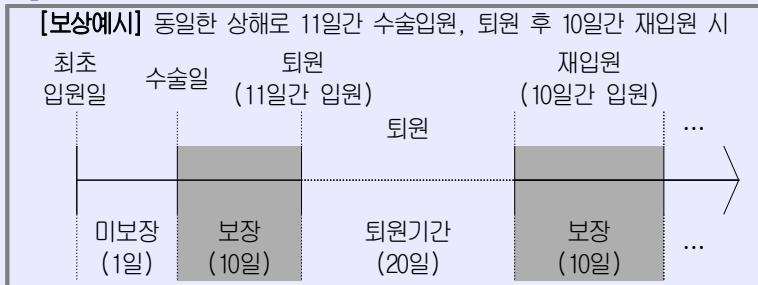 [보상예시] 동일한 상해로 11일간 수술입원, 퇴원 후 10일간 재입원 시
최초
입원일
수술일
퇴원
(11일간 입원)
재입원
(10일간 입원)
퇴원
…
미보장
(1일)
보장
(10일)
퇴원기간
(20일)
보장
(10일)
…